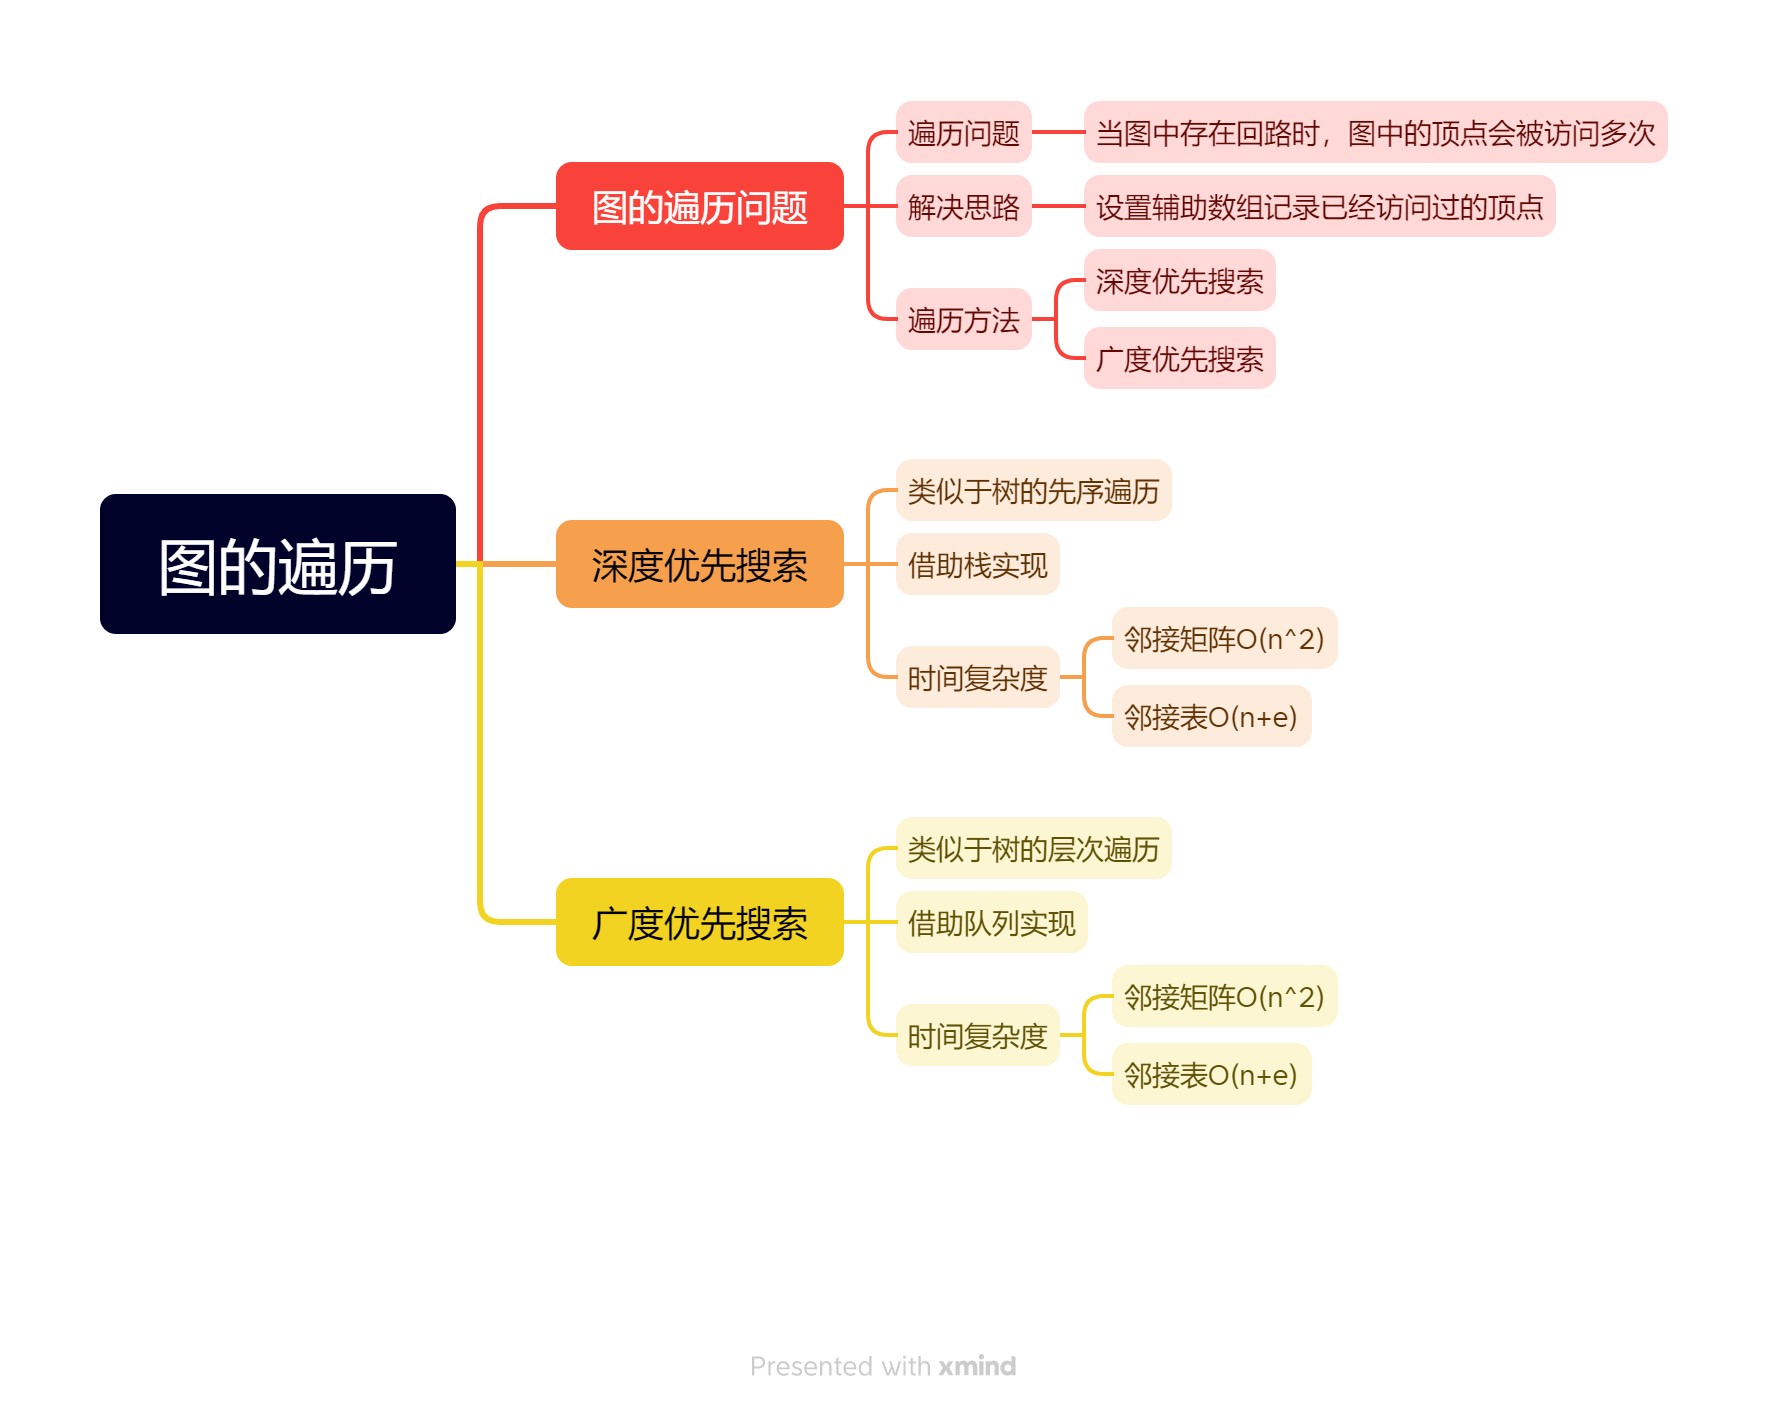 图的遍历
图的遍历问题
遍历问题
当图中存在回路时，图中的顶点会被访问多次
解决思路
设置辅助数组记录已经访问过的顶点
遍历方法
深度优先搜索
广度优先搜索
深度优先搜索
类似于树的先序遍历
借助栈实现
时间复杂度
邻接矩阵O(n^2)
邻接表O(n+e)
广度优先搜索
类似于树的层次遍历
借助队列实现
时间复杂度
邻接矩阵O(n^2)
邻接表O(n+e)
Presented with xmind